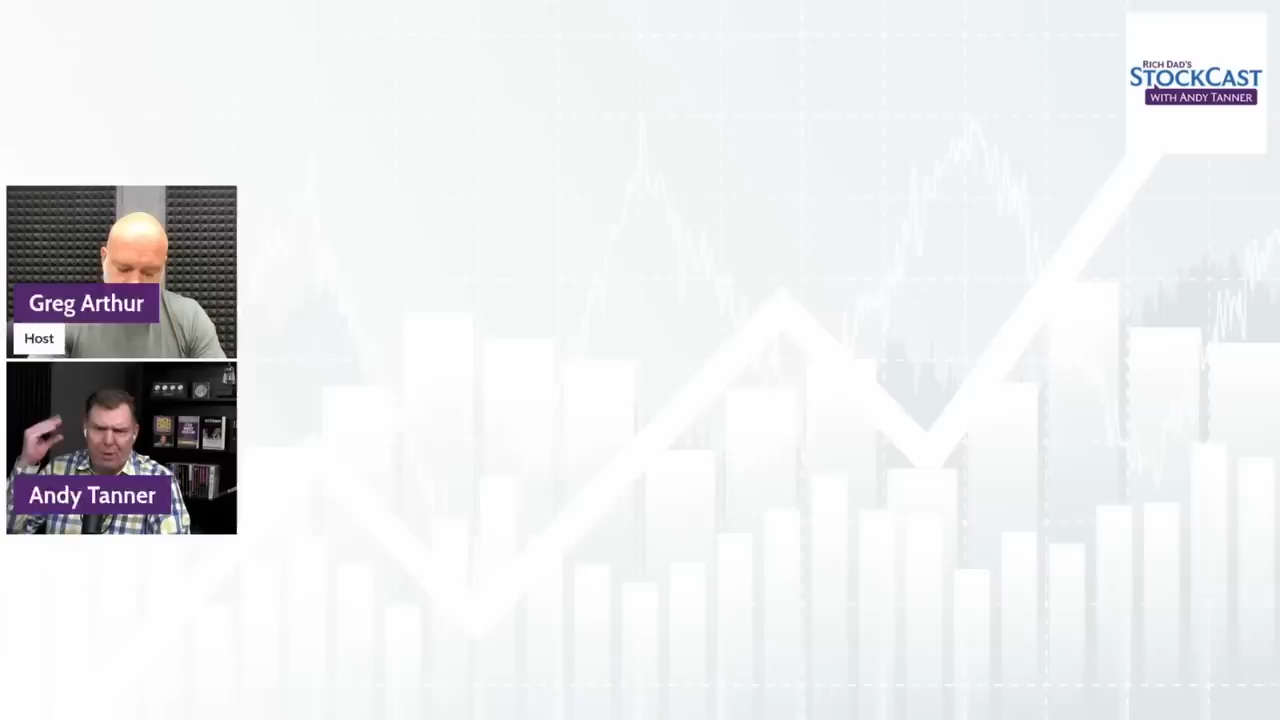 RICH DAD'S
STOCKCAST
WITH ANDY TANNER
Greg Arthur
Host
Andy Tanner